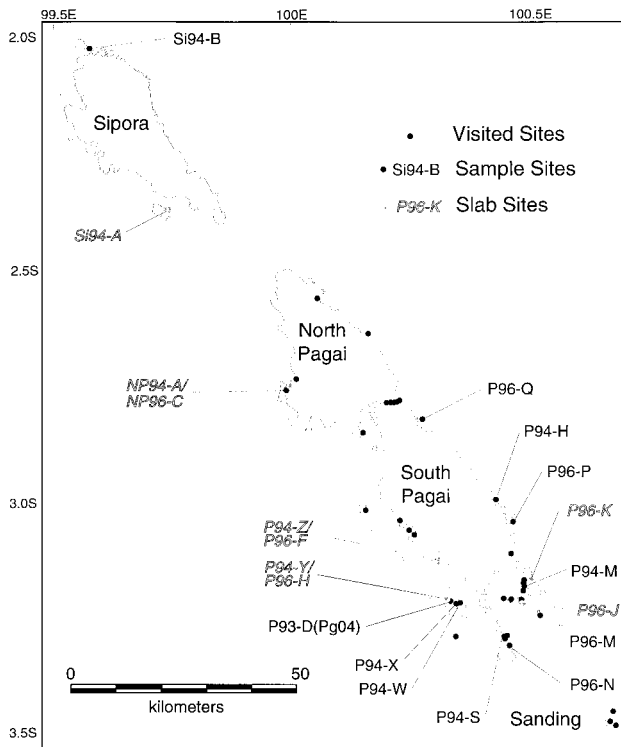 99.5E
100E
100.5E
2.0S
Si94-B
Sipora
Visited Sites
Si94-B Sample Sites
P96-K Slab Sites
Si94-A
2.5S
North
Pagai
NP94-A/
NP96-C
P96-Q
P94-H
South
Pagai
P96-P
3.0S
P96-K
P94-Z/
P96-F
P94-Y/
P96-H
P94-M
P96-J
P93-D(Pg04)
P96-M
P94-X
P94-W
P96-N
P94-S
Sanding
0
50
kilometers
3.5S